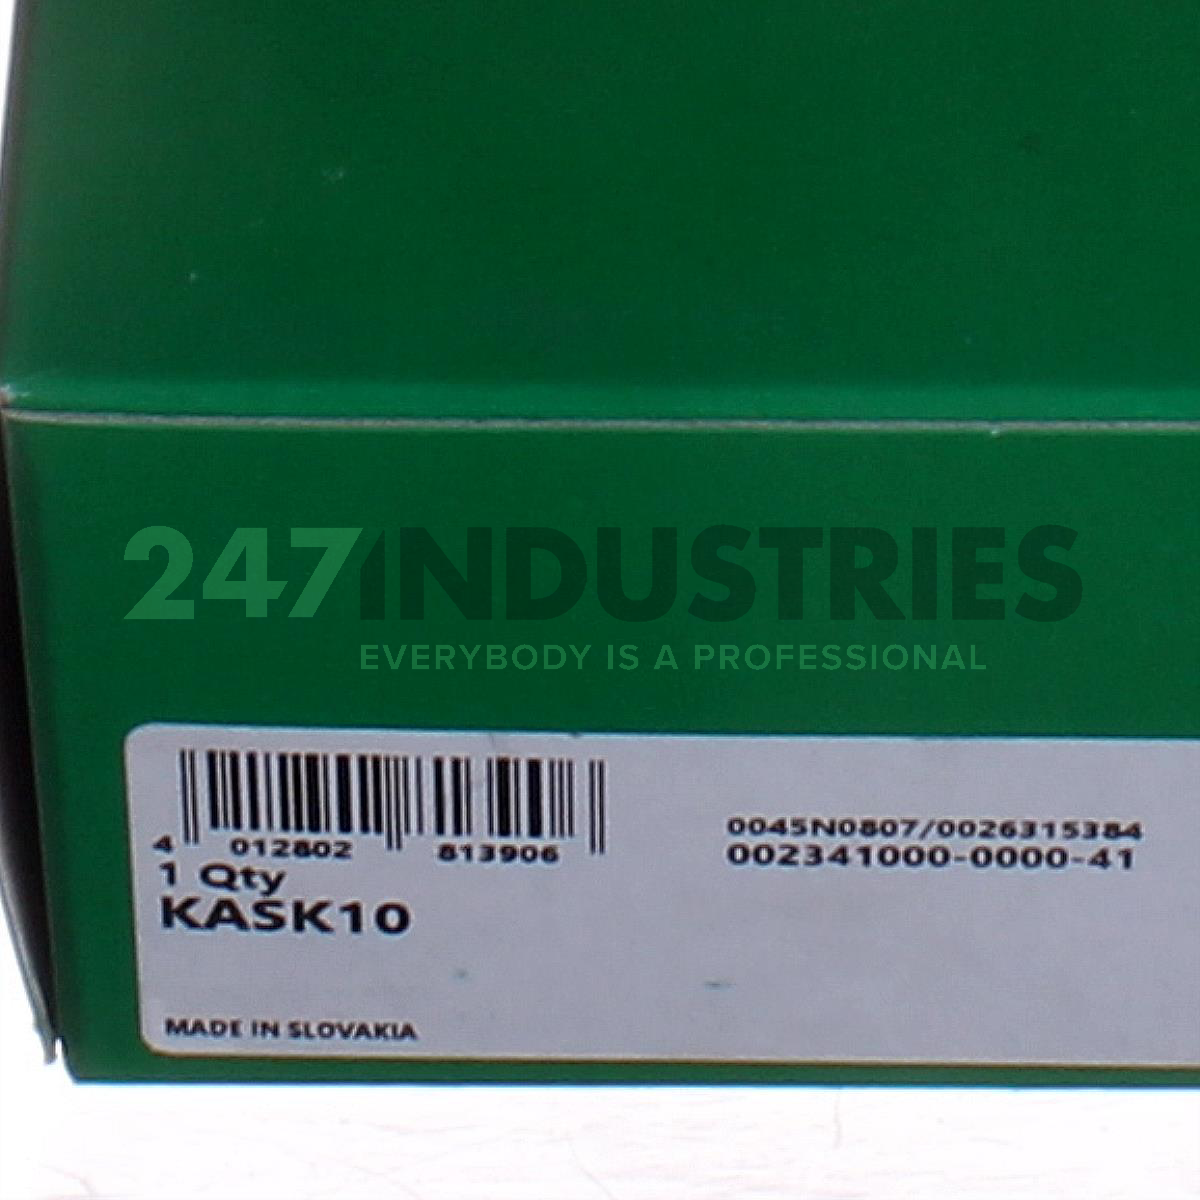 247INDUSTRIES
EVERYBODY IS A PROFESSIONAL
4 012802 813906
0045N0807/0026315384
002341000-0000-41
1 Qty
KASK10
MADE IN SLOVAKIA